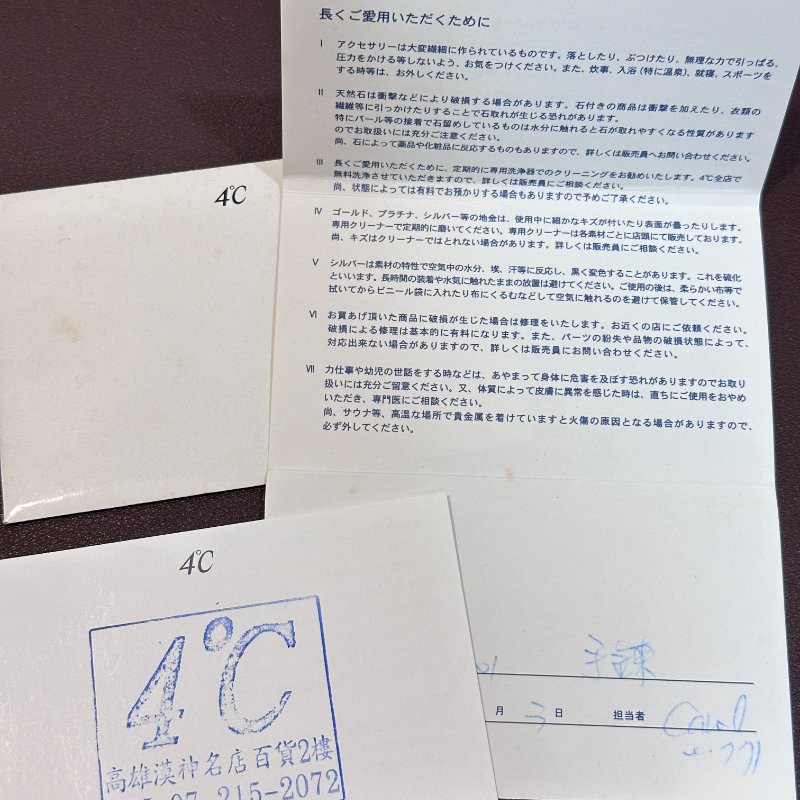 長くご愛用いただくために
I アクセサリーは大変繊細に作られているものです。落としたり、ぶつけたり、無理な力で引っぱる、
圧力をかける等しないよう、お気をつけください。また、炊事、入浴（特に温泉）、就寝、スポーツを
する時等は、お外しください。
II 天然石は衝撃などにより破損する場合があります。石付きの商品は衝撃を加えたり、衣類の
繊維等に引っかけたりすることで石取れが生じる恐れがあります。
特にパール等の接着で石留めしているものは水分に触れると石が取れやすくなる性質があります
のでお取扱いには充分ご注意ください。
尚、石によって薬品や化粧品に反応するものもありますので、詳しくは販売員へお問い合わせください。
III 長くご愛用いただくために、定期的に専用洗浄器でのクリーニングをお勧めいたします。4℃全店で
無料洗浄させていただきますので、詳しくは販売員にご相談ください。
尚、状態によっては有料でお預かりする場合もありますので予めご了承ください。
IV ゴールド、プラチナ、シルバー等の地金は、使用中に細かなキズが付いたり表面が曇ったりします。
専用クリーナーで定期的に磨いてください。専用クリーナーは各素材ごとに店頭にて販売しております。
尚、キズはクリーナーではとれない場合があります。詳しくは販売員にご相談ください。
V シルバーは素材の特性で空気中の水分、埃、汗等に反応し、黒く変色することがあります。これを硫化
といいます。長時間の装着や水気に触れたままの放置は避けてください。ご使用の後は、柔らかい布等で
拭いてからビニール袋に入れたり布にくるむなどして空気に触れるのを避けて保管してください。
VI お買あげ頂いた商品に破損が生じた場合は修理をいたします。お近くの店にご依頼ください。
破損による修理は基本的に有料になります。また、パーツの紛失や品物の破損状態によって、
対応出来ない場合がありますので、詳しくは販売員にお問い合わせください。
VII 力仕事や幼児の世話をする時などは、あやまって身体に危害を及ぼす恐れがありますのでお取り
扱いには充分ご留意ください。又、体質によって皮膚に異常を感じた時は、直ちにご使用をおやめ
いただき、専門医にご相談ください。
尚、サウナ等、高温な場所で貴金属を着けていますと火傷の原因となる場合がありますので、
必ず外してください。
4℃
4℃
4℃
高雄漢神名店百貨2樓
07-215-2072
手鍊
月 3 日 担当者 Carol